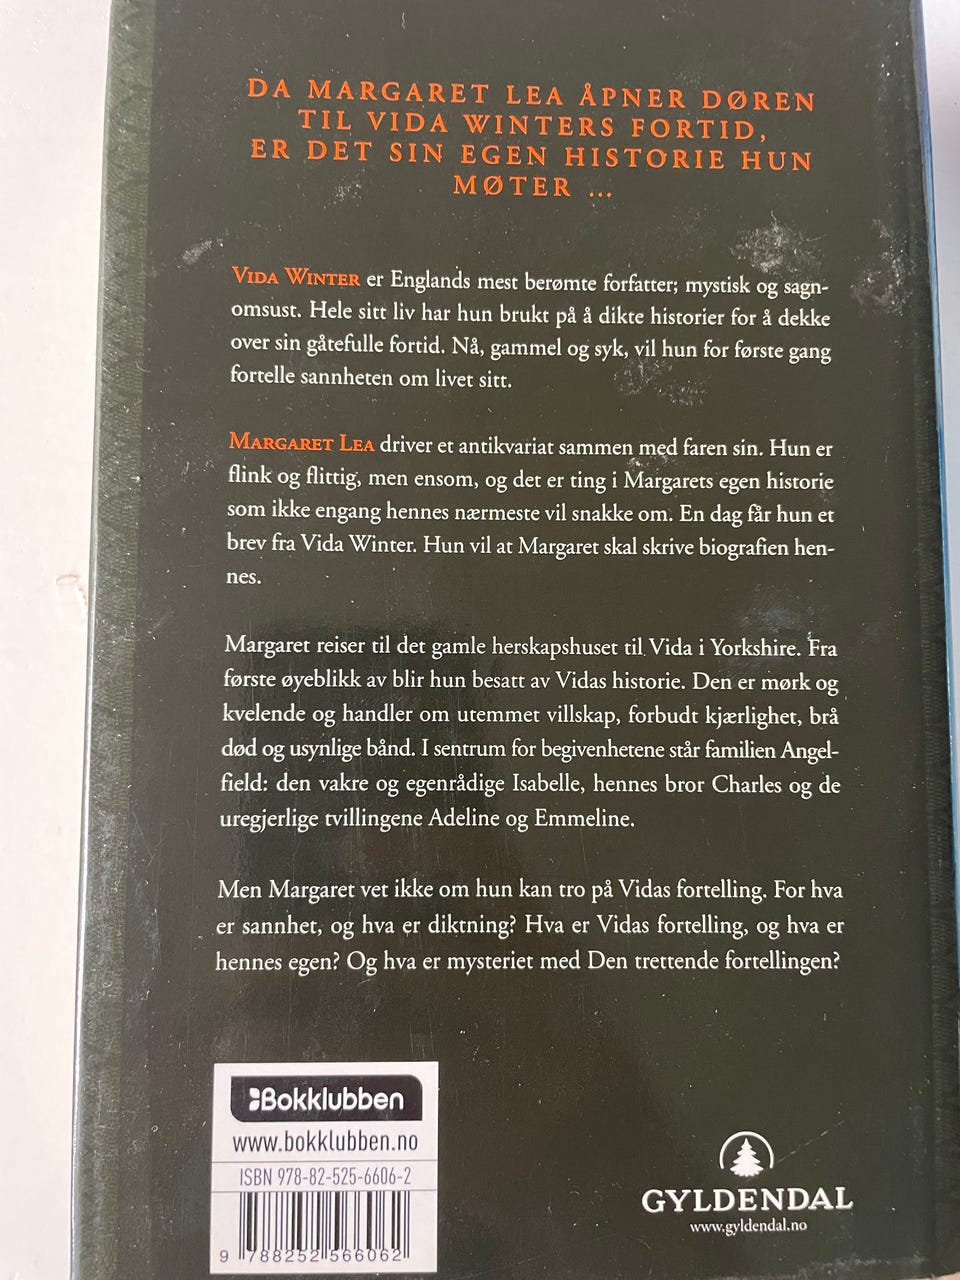 DA MARGARET LEA ÅPNER DØREN
TIL VIDA WINTERS FORTID,
ER DET SIN EGEN HISTORIE HUN
MØTER ...
VIDA WINTER er Englands mest berømte forfatter; mystisk og sagn-
omsust. Hele sitt liv har hun brukt på å dikte historier for å dekke
over sin gåtefulle fortid. Nå, gammel og syk, vil hun for første gang
fortelle sannheten om livet sitt.
MARGARET LEA driver et antikvariat sammen med faren sin. Hun er
flink og flittig, men ensom, og det er ting i Margarets egen historie
som ikke engang hennes nærmeste vil snakke om. En dag får hun et
brev fra Vida Winter. Hun vil at Margaret skal skrive biografien hen-
nes.
Margaret reiser til det gamle herskapshuset til Vida i Yorkshire. Fra
første øyeblikk av blir hun besatt av Vidas historie. Den er mørk og
kvelende og handler om utemmet villskap, forbudt kjærlighet, brå
død og usynlige bånd. I sentrum for begivenhetene står familien Angel-
field: den vakre og egenrådige Isabelle, hennes bror Charles og de
uregjerlige tvillingene Adeline og Emmeline.
Men Margaret vet ikke om hun kan tro på Vidas fortelling. For hva
er sannhet, og hva er diktning? Hva er Vidas fortelling, og hva er
hennes egen? Og hva er mysteriet med Den trettende fortellingen?
Bokklubben
www.bokklubben.no
ISBN 978-82-525-6606-2
9 788252 566062
GYLDENDAL
www.gyldendal.no